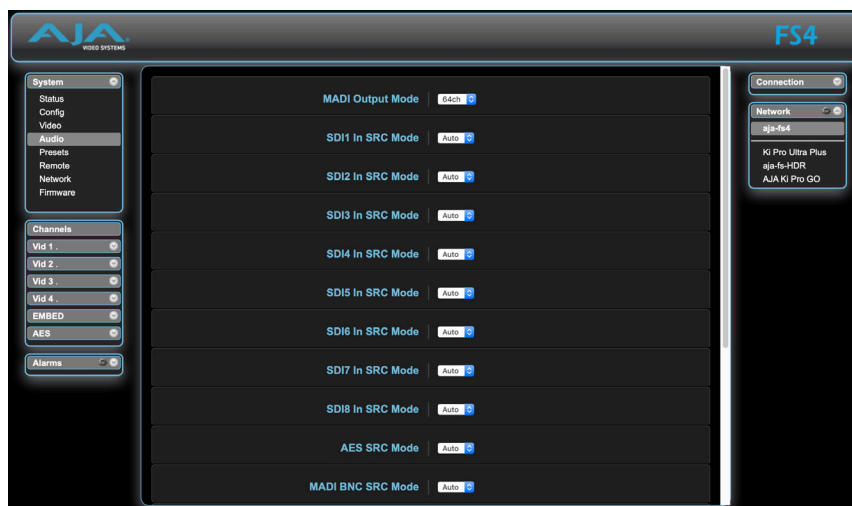 AJA
VIDEO SYSTEMS
FS4
System
Status
Config
Video
Audio
Presets
Remote
Network
Firmware
Channels
Vid 1 .
Vid 2 .
Vid 3 .
Vid 4 .
EMBED
AES
Alarms
MADI Output Mode 64ch
SDI1 In SRC Mode Auto
SDI2 In SRC Mode Auto
SDI3 In SRC Mode Auto
SDI4 In SRC Mode Auto
SDI5 In SRC Mode Auto
SDI6 In SRC Mode Auto
SDI7 In SRC Mode Auto
SDI8 In SRC Mode Auto
AES SRC Mode Auto
MADI BNC SRC Mode Auto
Connection
Network
aja-fs4
Ki Pro Ultra Plus
aja-fs-HDR
AJA Ki Pro GO